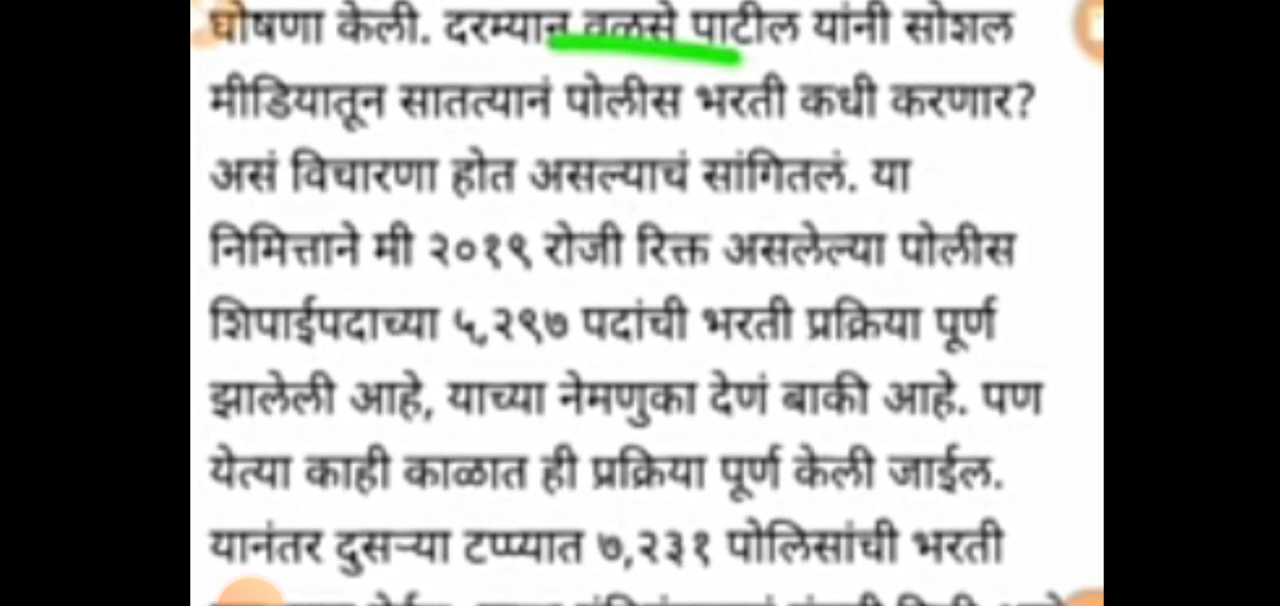 घोषणा केली. दरम्यान वळसे पाटील यांनी सोशल
मीडियातून सातत्यानं पोलीस भरती कधी करणार?
असं विचारणा होत असल्याचं सांगितलं. या
निमित्ताने मी २०१९ रोजी रिक्त असलेल्या पोलीस
शिपाईपदाच्या ५,२९७ पदांची भरती प्रक्रिया पूर्ण
झालेली आहे, याच्या नेमणुका देणं बाकी आहे. पण
येत्या काही काळात ही प्रक्रिया पूर्ण केली जाईल.
यानंतर दुसऱ्या टप्प्यात ७,२३१ पोलिसांची भरती